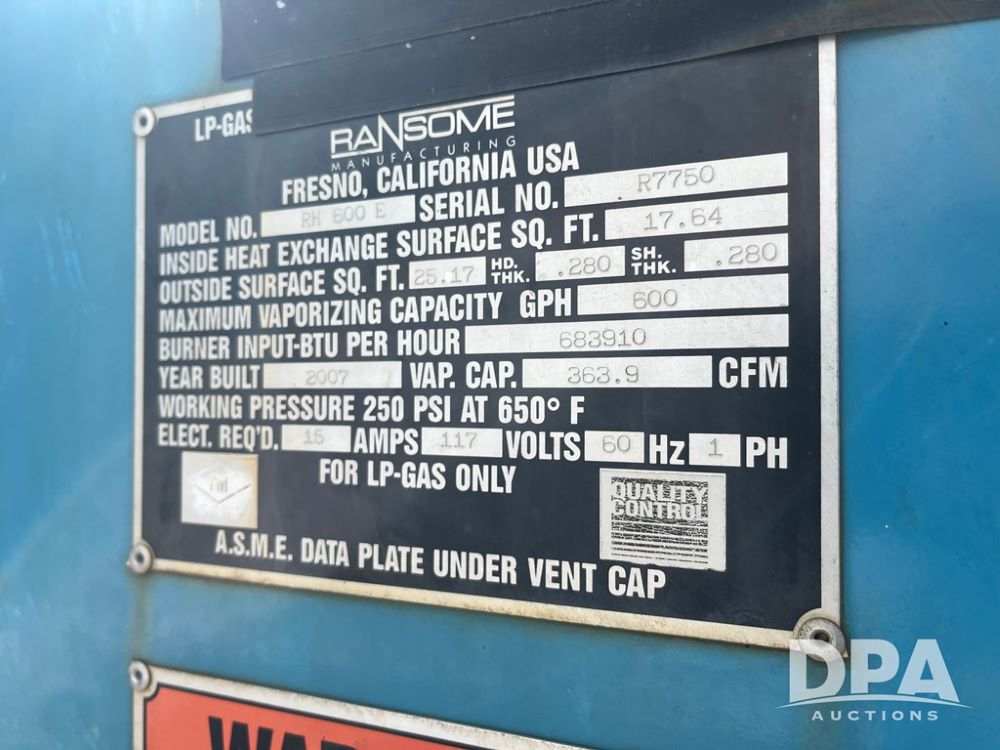 LP-GAS
RANSOME
MANUFACTURING
FRESNO, CALIFORNIA USA
MODEL NO. RH 600 E SERIAL NO. R7750
INSIDE HEAT EXCHANGE SURFACE SQ. FT. 17.64
OUTSIDE SURFACE SQ. FT. 25.17 HD. THK. .280 SH. THK. .280
MAXIMUM VAPORIZING CAPACITY GPH 600
BURNER INPUT-BTU PER HOUR 683910
YEAR BUILT 2007 VAP. CAP. 363.9 CFM
WORKING PRESSURE 250 PSI AT 650° F
ELECT. REQ'D. 15 AMPS 117 VOLTS 60 Hz 1 PH
FOR LP-GAS ONLY
QUALITY
CONTROL
A.S.M.E. DATA PLATE UNDER VENT CAP
DPA
AUCTIONS